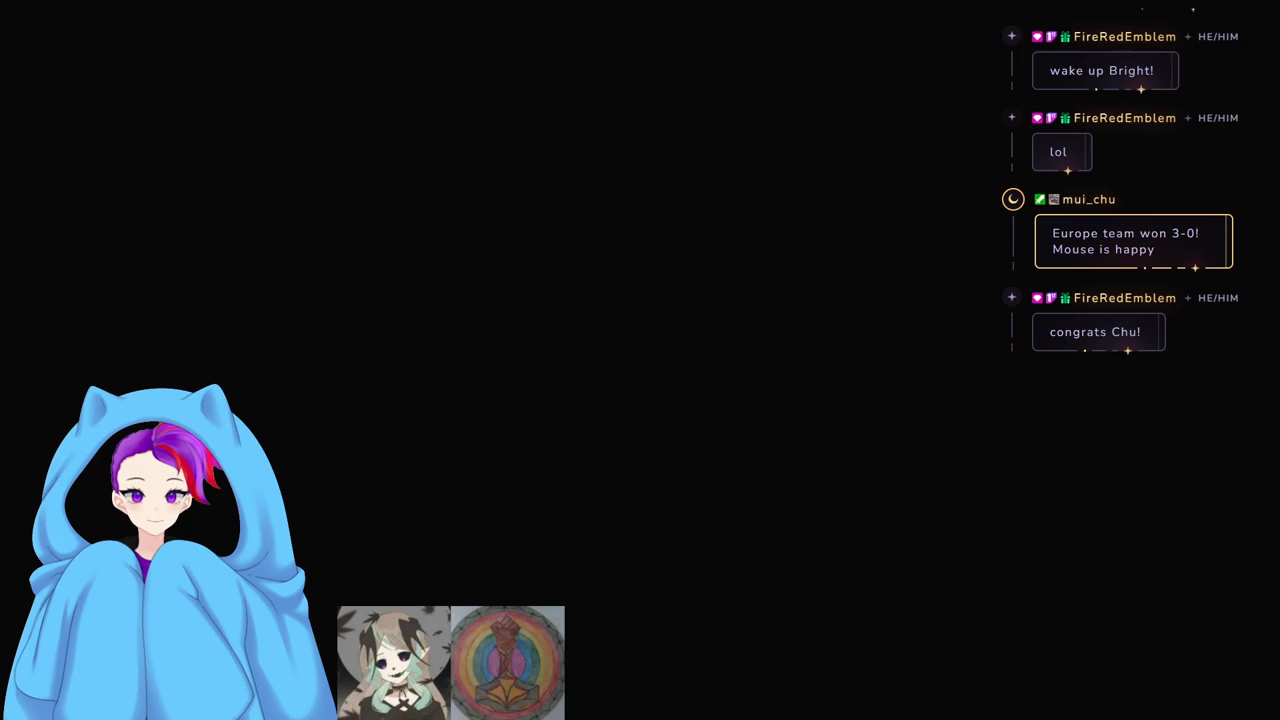 FireRedEmblem HE/HIM
wake up Bright!
FireRedEmblem HE/HIM
lol
mui_chu
Europe team won 3-0!
Mouse is happy
FireRedEmblem HE/HIM
congrats Chu!